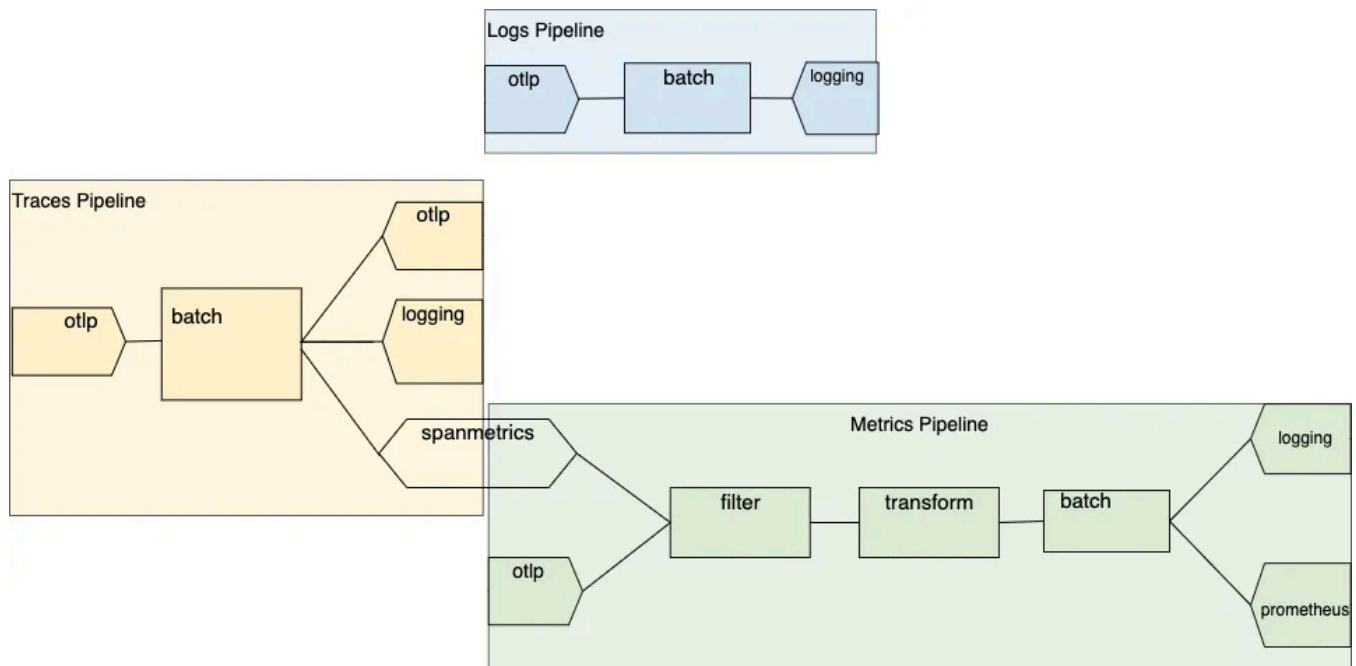 Logs Pipeline
otlp
batch
logging
Traces Pipeline
otlp
batch
otlp
logging
spanmetrics
Metrics Pipeline
otlp
filter
transform
batch
logging
prometheus